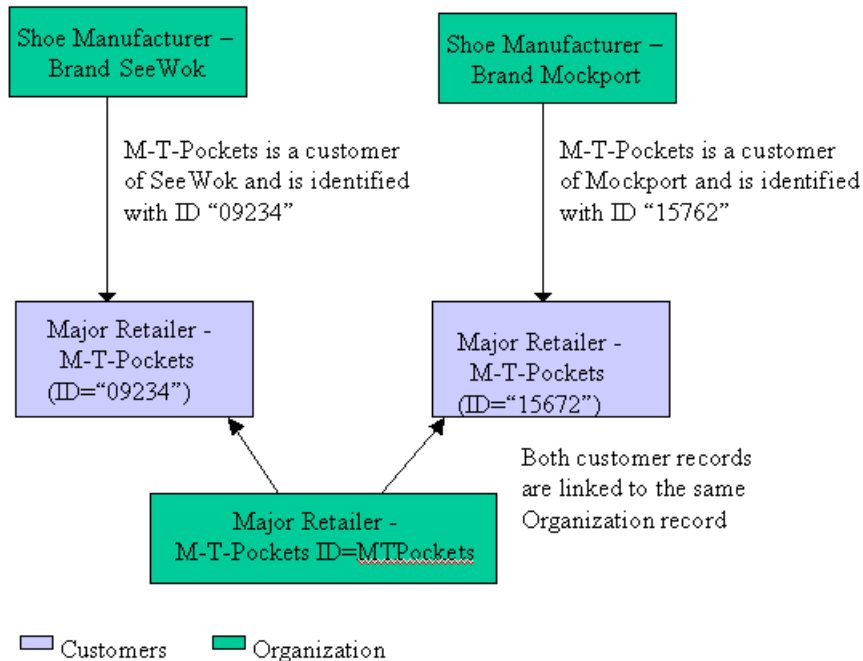 Shoe Manufacturer –
Brand SeeWok
Shoe Manufacturer –
Brand Mockport
M-T-Pockets is a customer
of SeeWok and is identified
with ID “09234”
M-T-Pockets is a customer
of Mockport and is identified
with ID “15762”
Major Retailer -
M-T-Pockets
(ID=“09234”)
Major Retailer -
M-T-Pockets
(ID=“15672”)
Both customer records
are linked to the same
Organization record
Major Retailer -
M-T-Pockets ID=MTPockets
Customers
Organization